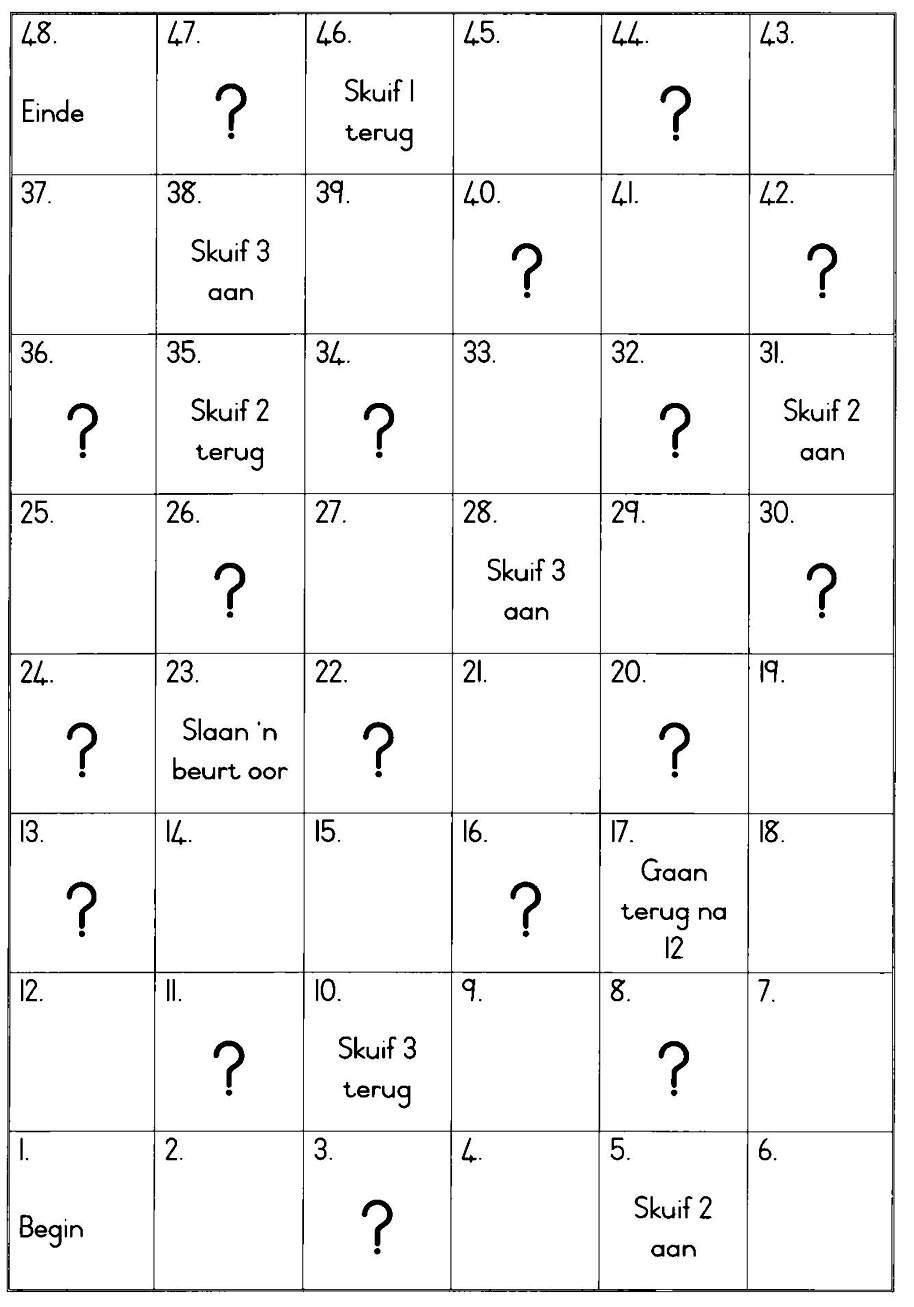 48. 47. 46. 45. 44. 43.
Einde
?
Skuif 1
terug
?
37. 38. 39. 40. 41. 42.
Skuif 3
aan
?
?
36. 35. 34. 33. 32. 31.
?
Skuif 2
terug
?
?
Skuif 2
aan
25. 26. 27. 28. 29. 30.
?
Skuif 3
aan
?
24. 23. 22. 21. 20. 19.
?
Slaan 'n
beurt oor
?
?
13. 14. 15. 16. 17. 18.
?
?
Gaan
terug na
12
12. 11. 10. 9. 8. 7.
?
Skuif 3
terug
?
1. 2. 3. 4. 5. 6.
Begin
?
Skuif 2
aan